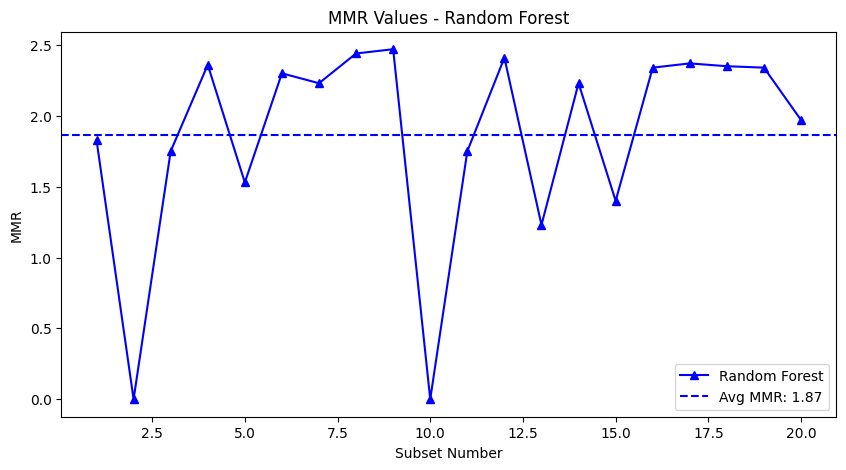 MMR Values - Random Forest
2.5
2.0
1.5
1.0
0.5
0.0
MMR
2.5 5.0 7.5 10.0 12.5 15.0 17.5 20.0
Subset Number
Random Forest
Avg MMR: 1.87